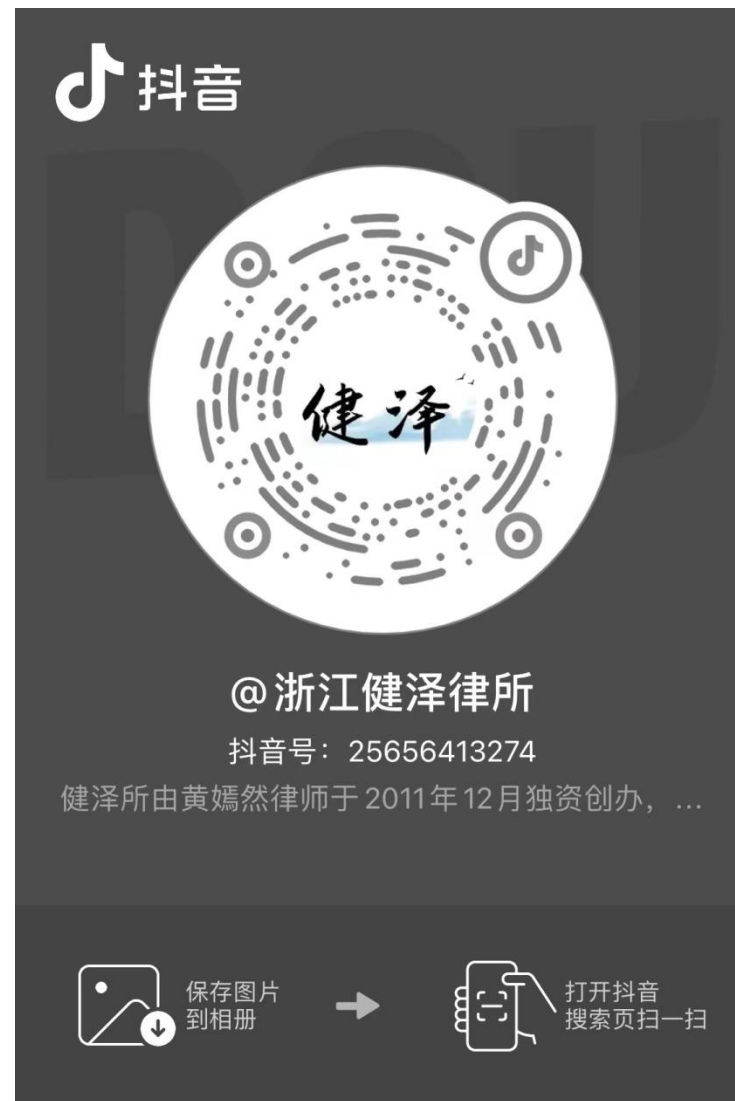 抖音
DOU
健泽
@浙江健泽律所
抖音号：25656413274
健泽所由黄嫣然律师于2011年12月独资创办，...
保存图片
到相册
打开抖音
搜索页扫一扫